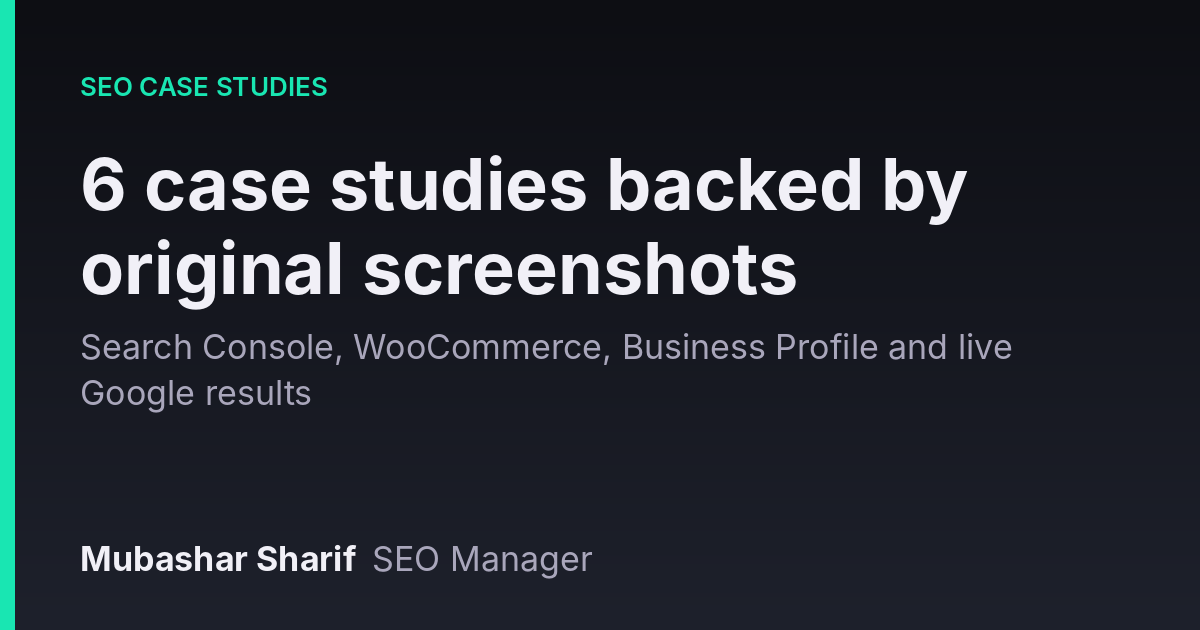 SEO CASE STUDIES
6 case studies backed by
original screenshots
Search Console, WooCommerce, Business Profile and live
Google results
Mubashar Sharif SEO Manager